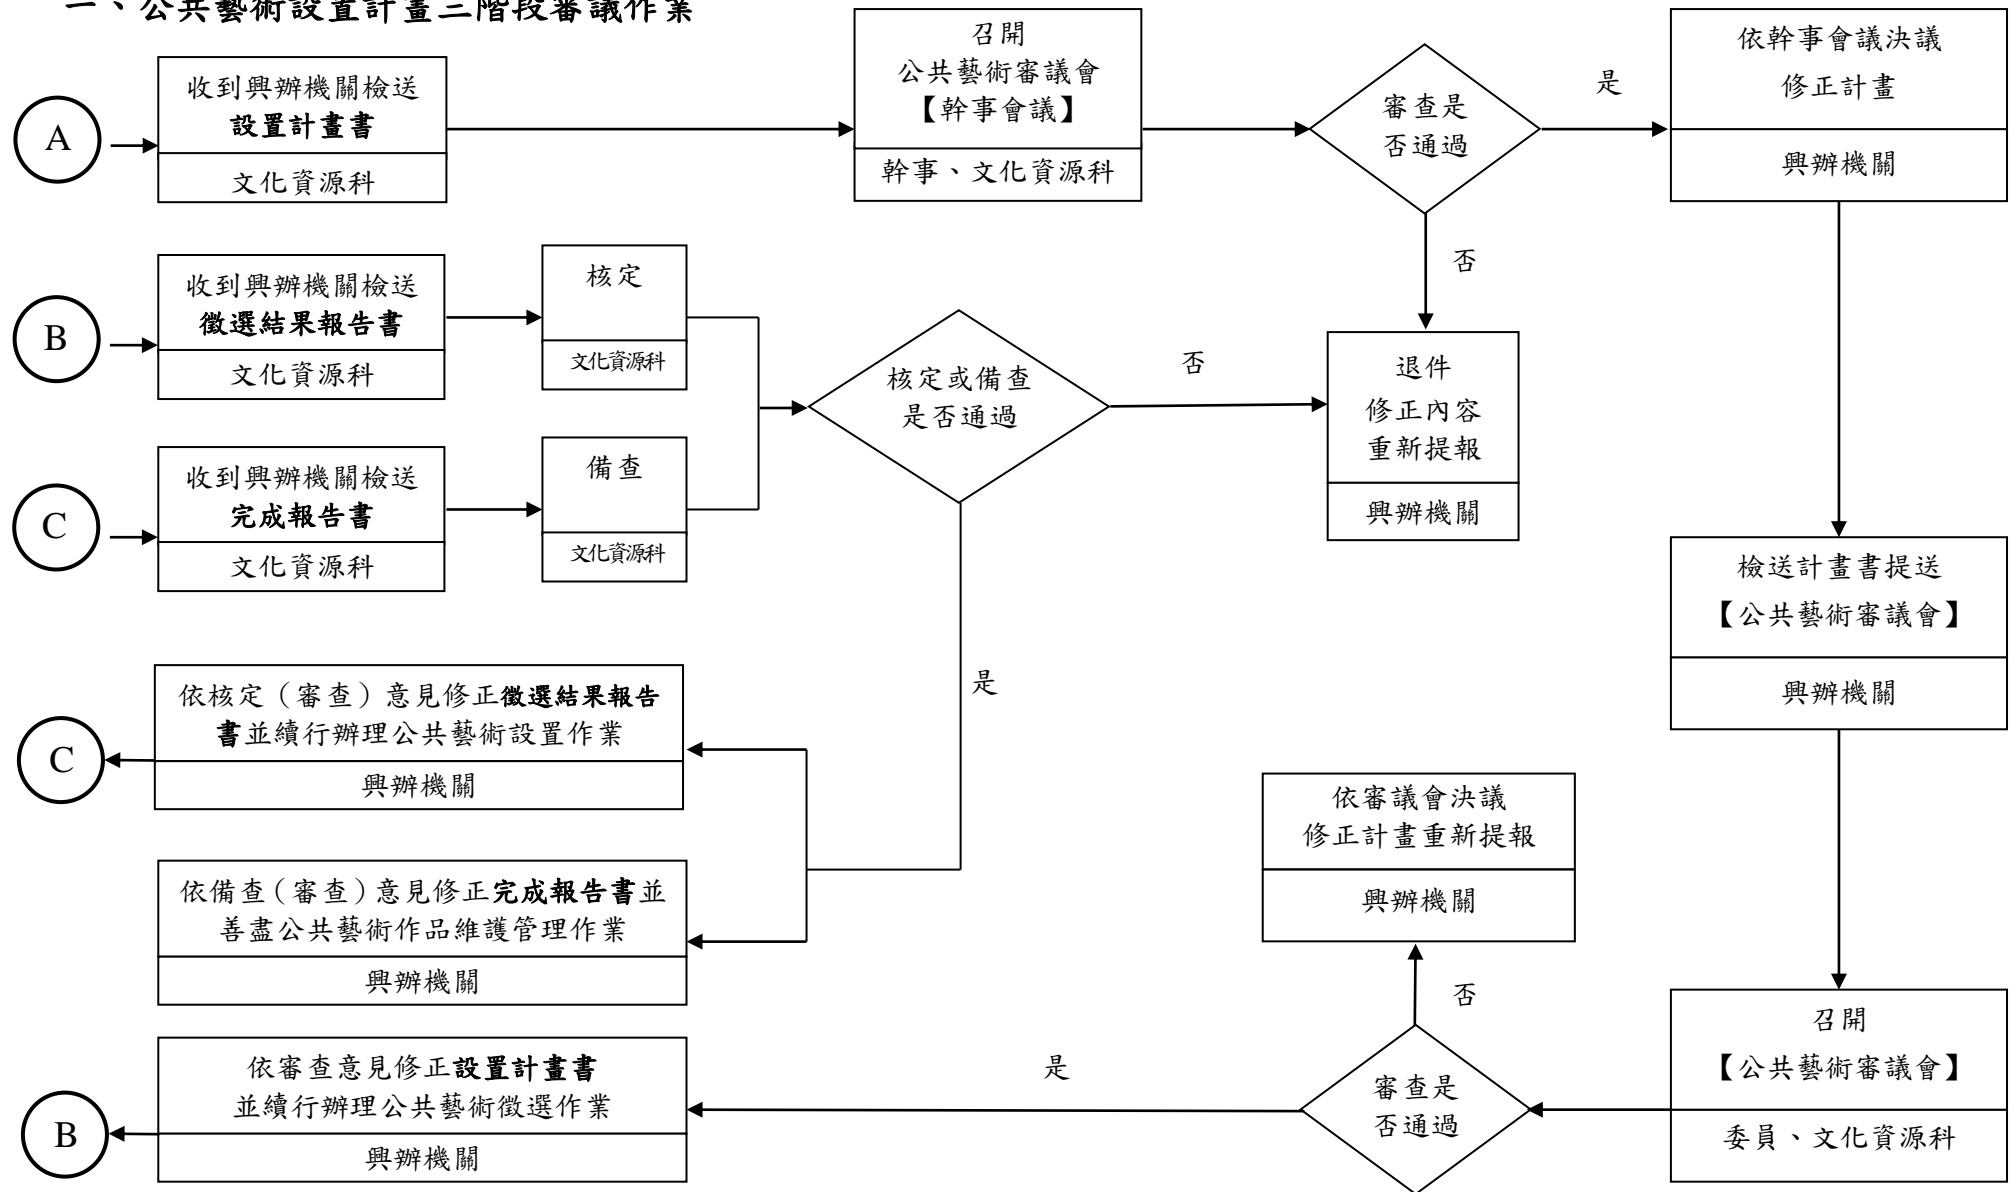 一、公共藝術設置計畫三階段審議作業
A
收到興辦機關檢送
設置計畫書
文化資源科
召開
公共藝術審議會
【幹事會議】
幹事、文化資源科
審查是
否通過
是
依幹事會議決議
修正計畫
興辦機關
否
B
收到興辦機關檢送
徵選結果報告書
文化資源科
核定
文化資源科
核定或備查
是否通過
否
退件
修正內容
重新提報
興辦機關
C
收到興辦機關檢送
完成報告書
文化資源科
備查
文化資源科
檢送計畫書提送
【公共藝術審議會】
興辦機關
是
C
依核定（審查）意見修正徵選結果報告
書並續行辦理公共藝術設置作業
興辦機關
依審議會決議
修正計畫重新提報
興辦機關
依備查（審查）意見修正完成報告書並
善盡公共藝術作品維護管理作業
興辦機關
否
召開
【公共藝術審議會】
委員、文化資源科
審查是
否通過
是
B
依審查意見修正設置計畫書
並續行辦理公共藝術徵選作業
興辦機關